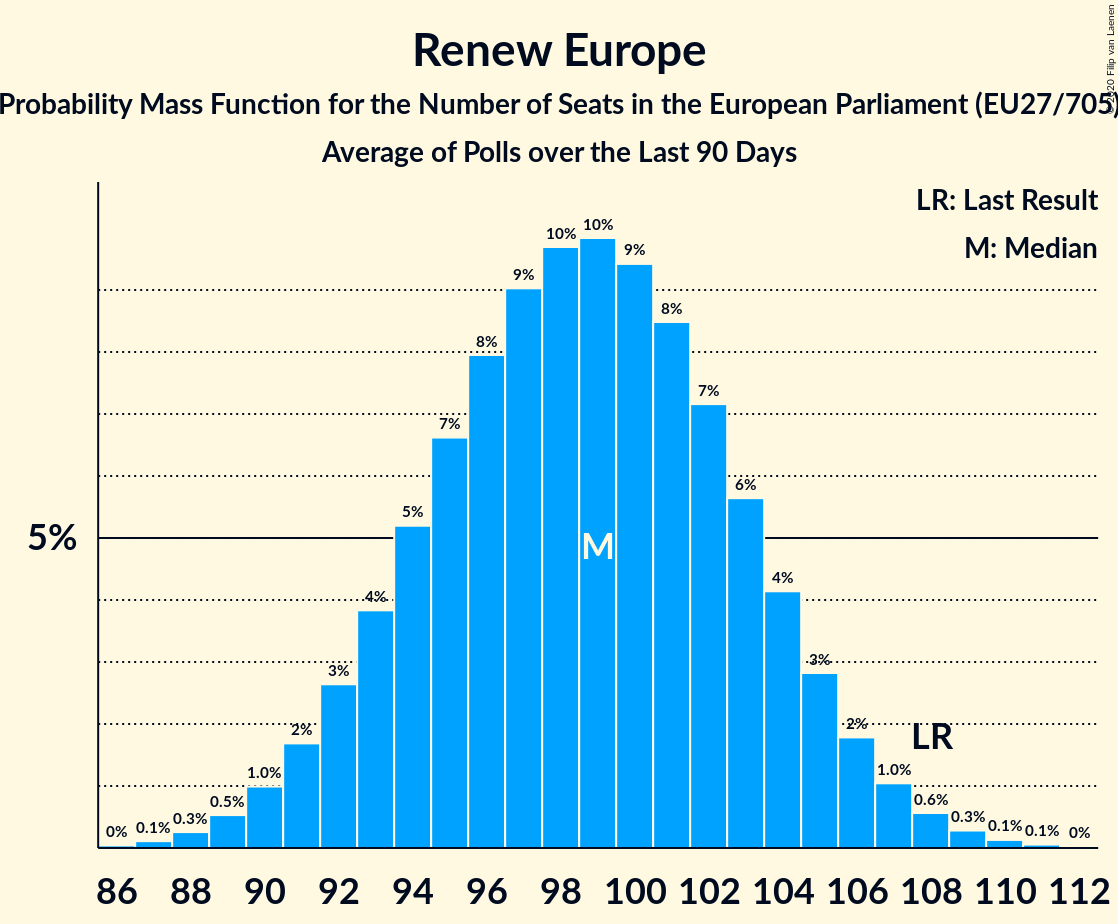 Renew Europe
Probability Mass Function for the Number of Seats in the European Parliament (EU27/705)
Average of Polls over the Last 90 Days
© 2020 Filip van Laenen
LR: Last Result
M: Median
5%
0% 0.1% 0.3% 0.5% 1.0% 2% 3% 4% 5% 7% 8% 9% 10% 10% 9% 8% 7% 6% 4% 3% 2% 1.0% 0.6% 0.3% 0.1% 0.1% 0%
M
LR
86 88 90 92 94 96 98 100 102 104 106 108 110 112